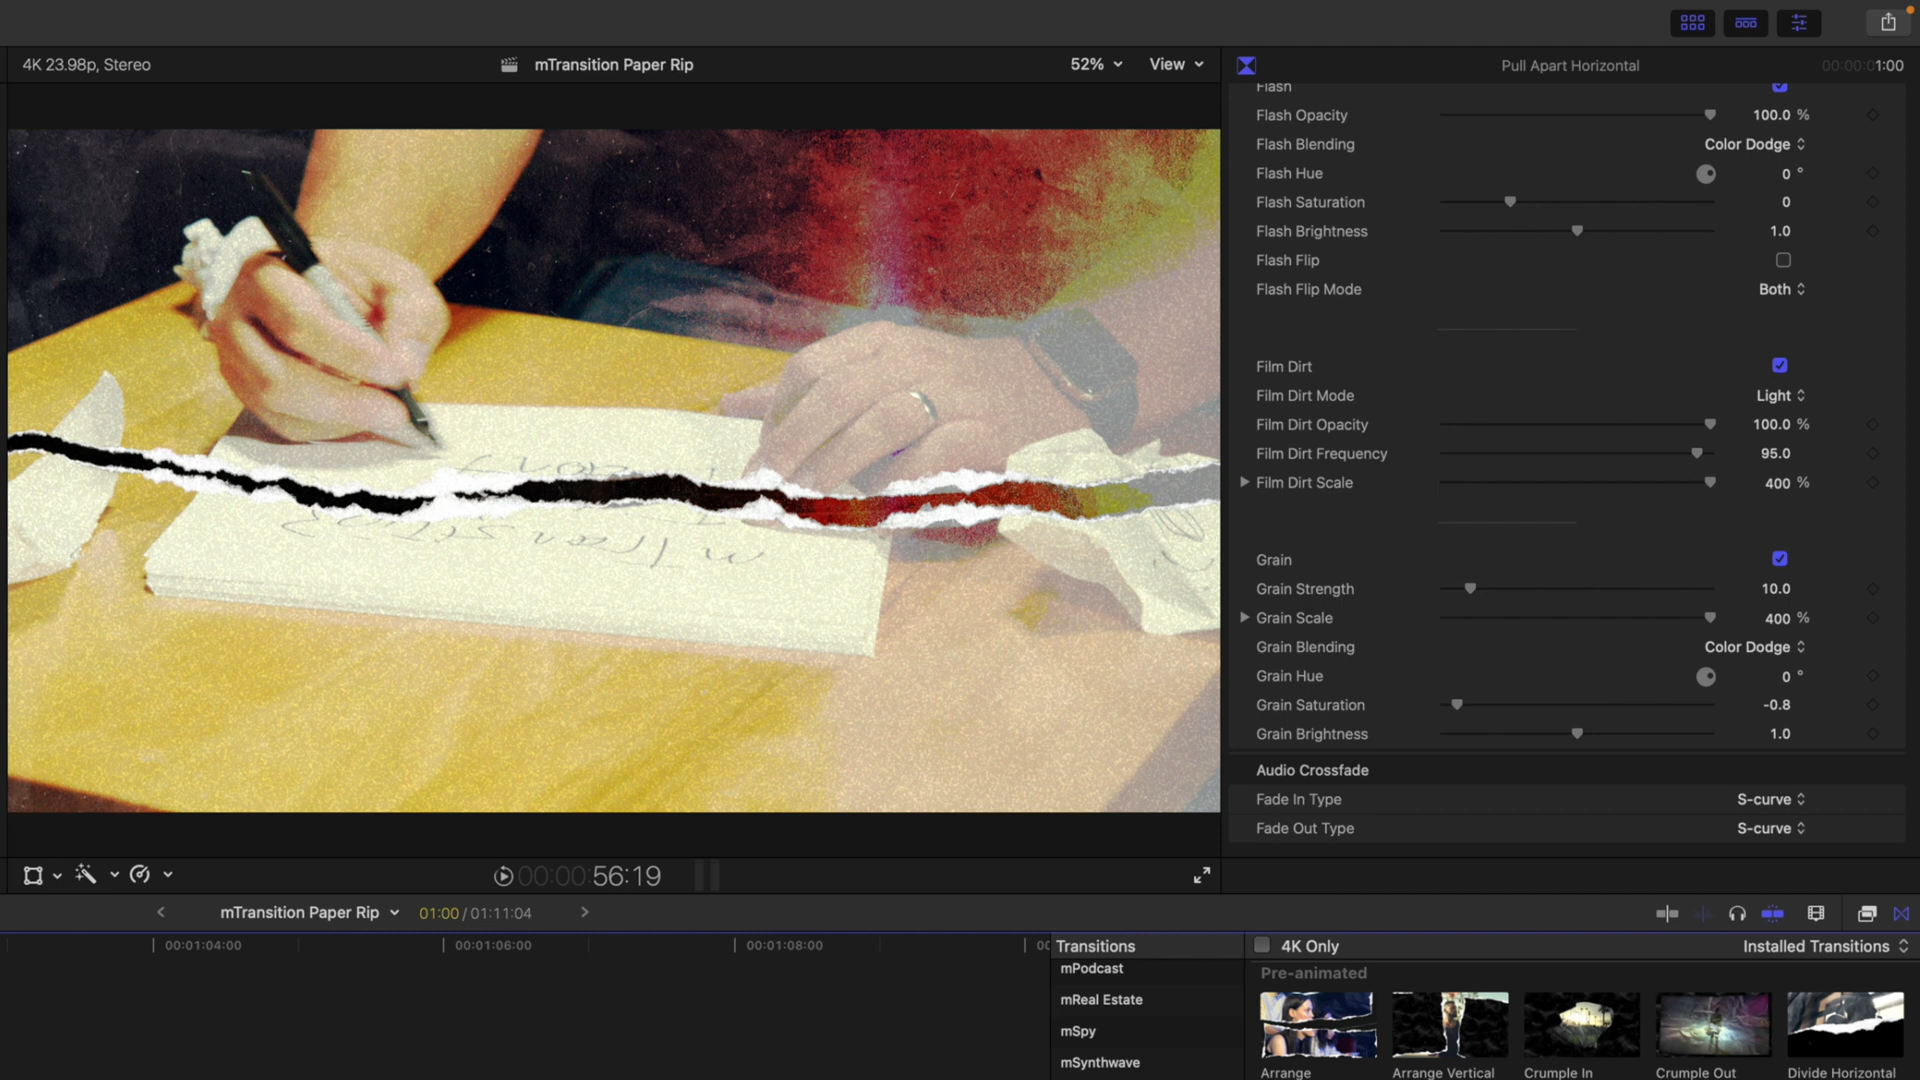 4K 23.98p, Stereo
mTransition Paper Rip
52%
View
Pull Apart Horizontal
00:00:01:00
Flash
Flash Opacity 100.0 %
Flash Blending Color Dodge
Flash Hue 0 °
Flash Saturation 0
Flash Brightness 1.0
Flash Flip
Flash Flip Mode Both
Film Dirt
Film Dirt Mode Light
Film Dirt Opacity 100.0 %
Film Dirt Frequency 95.0
Film Dirt Scale 400 %
Grain
Grain Strength 10.0
Grain Scale 400 %
Grain Blending Color Dodge
Grain Hue 0 °
Grain Saturation -0.8
Grain Brightness 1.0
Audio Crossfade
Fade In Type S-curve
Fade Out Type S-curve
00:00:56:19
mTransition Paper Rip
01:00 / 01:11:04
00:01:04:00
00:01:06:00
00:01:08:00
Transitions
4K Only
Installed Transitions
mPodcast
mReal Estate
mSpy
mSynthwave
Pre-animated
Arrange
Arrange Vertical
Crumple In
Crumple Out
Divide Horizontal